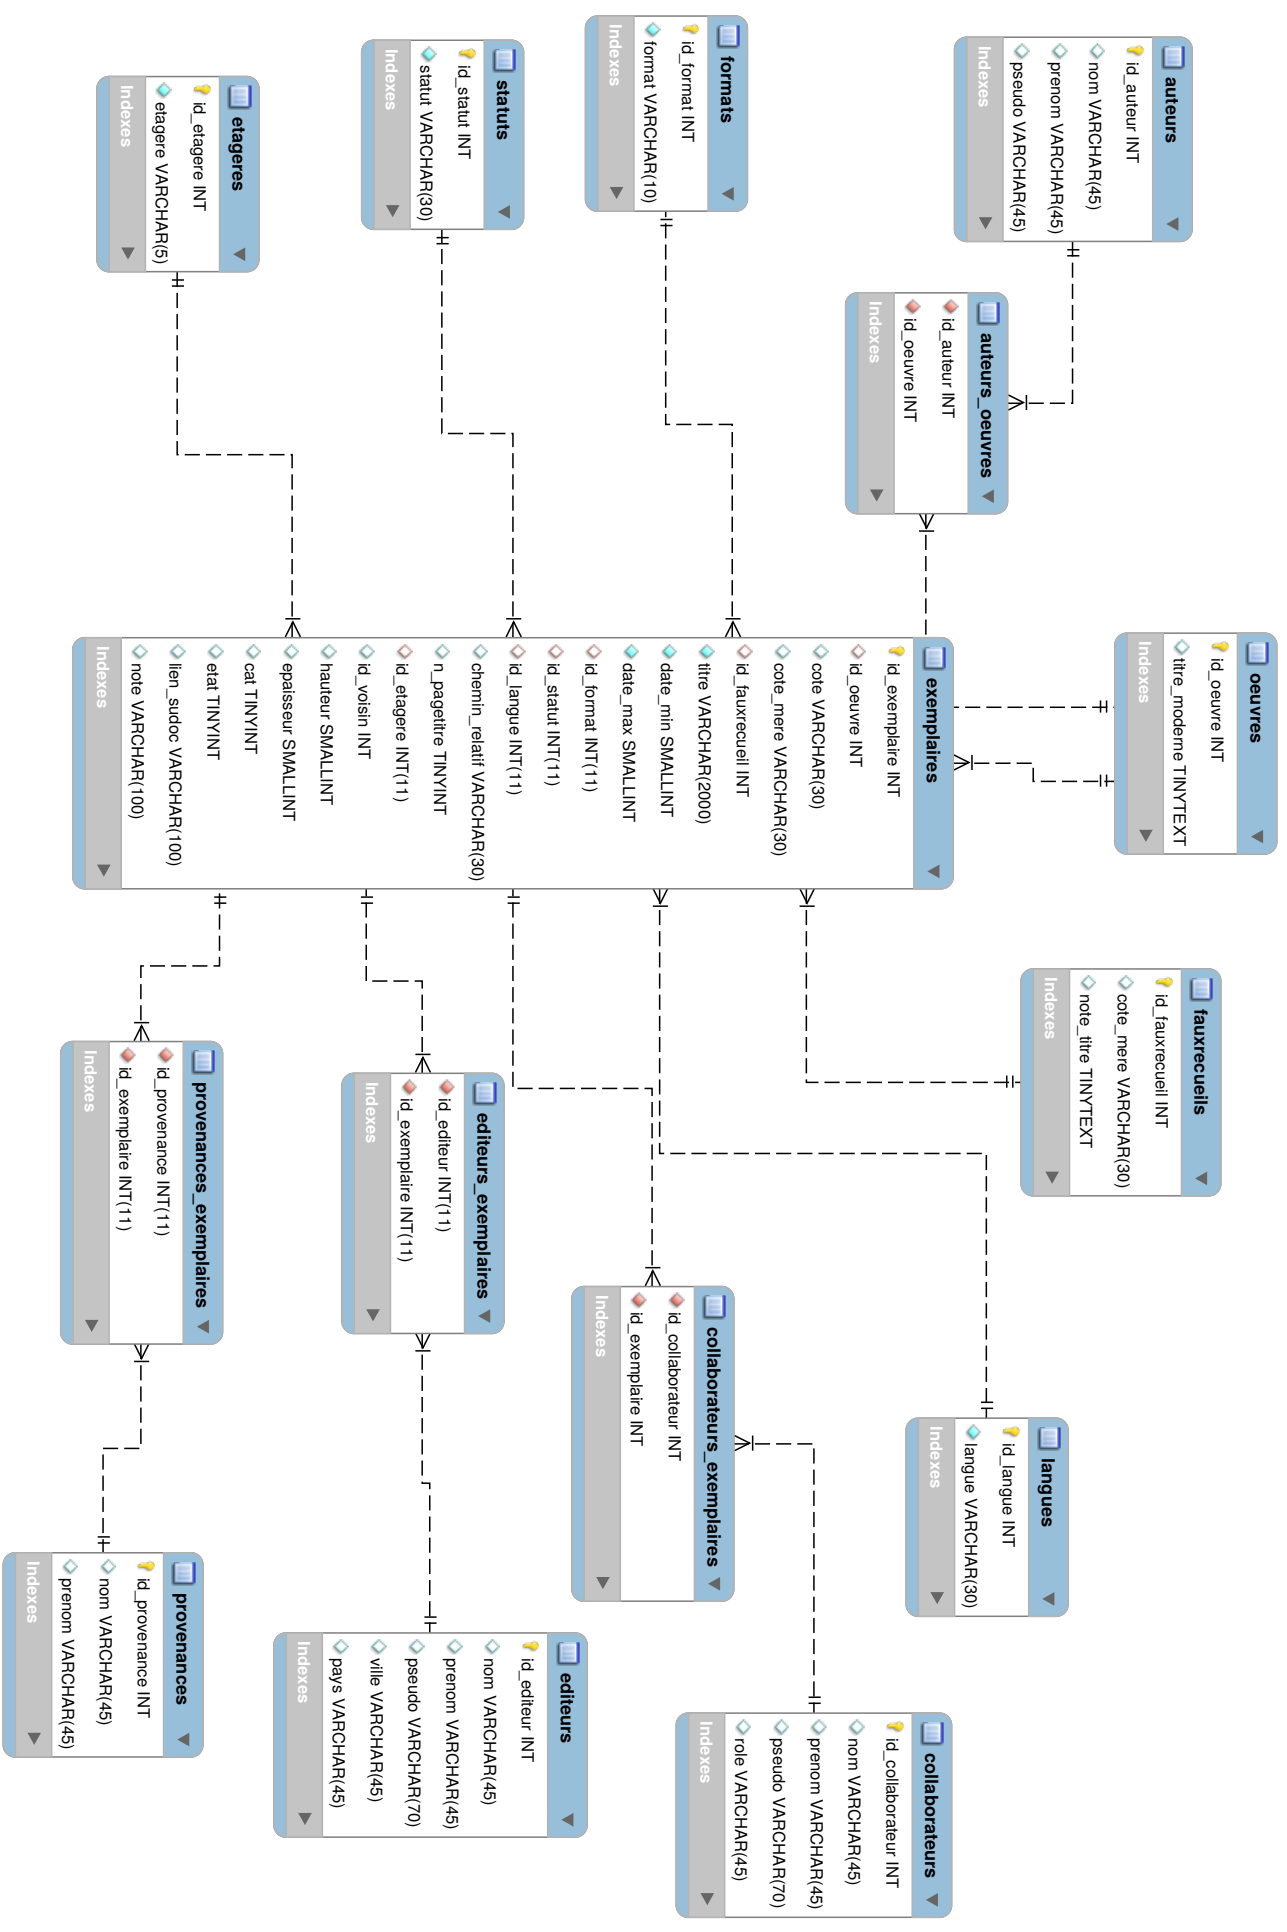 auteurs
id_auteur INT
nom VARCHAR(45)
prenom VARCHAR(45)
pseudo VARCHAR(45)
Indexes
formats
id_format INT
format VARCHAR(10)
Indexes
statuts
id_statut INT
statut VARCHAR(30)
Indexes
etageres
id_etagere INT
etagere VARCHAR(5)
Indexes
auteurs_oeuvres
id_auteur INT
id_oeuvre INT
Indexes
oeuvres
id_oeuvre INT
titre_moderne TINYTEXT
Indexes
exemplaires
id_exemplaire INT
id_oeuvre INT
cote VARCHAR(30)
cote_mere VARCHAR(30)
id_fauxrecueil INT
titre VARCHAR(2000)
date_min SMALLINT
date_max SMALLINT
id_format INT(11)
id_statut INT(11)
id_langue INT(11)
chemin_relatif VARCHAR(30)
n_pagetitre TINYINT
id_etagere INT(11)
id_voisin INT
hauteur SMALLINT
epaisseur SMALLINT
cat TINYINT
etat TINYINT
lien_sudoc VARCHAR(100)
note VARCHAR(100)
Indexes
fauxrecueils
id_fauxrecueil INT
cote_mere VARCHAR(30)
note_titre TINYTEXT
Indexes
langues
id_langue INT
langue VARCHAR(30)
Indexes
collaborateurs_exemplaires
id_collaborateur INT
id_exemplaire INT
Indexes
editeurs_exemplaires
id_editeur INT(11)
id_exemplaire INT(11)
Indexes
provenances_exemplaires
id_provenance INT(11)
id_exemplaire INT(11)
Indexes
collaborateurs
id_collaborateur INT
nom VARCHAR(45)
prenom VARCHAR(45)
pseudo VARCHAR(70)
role VARCHAR(45)
Indexes
editeurs
id_editeur INT
nom VARCHAR(45)
prenom VARCHAR(45)
pseudo VARCHAR(70)
ville VARCHAR(45)
pays VARCHAR(45)
Indexes
provenances
id_provenance INT
nom VARCHAR(45)
prenom VARCHAR(45)
Indexes